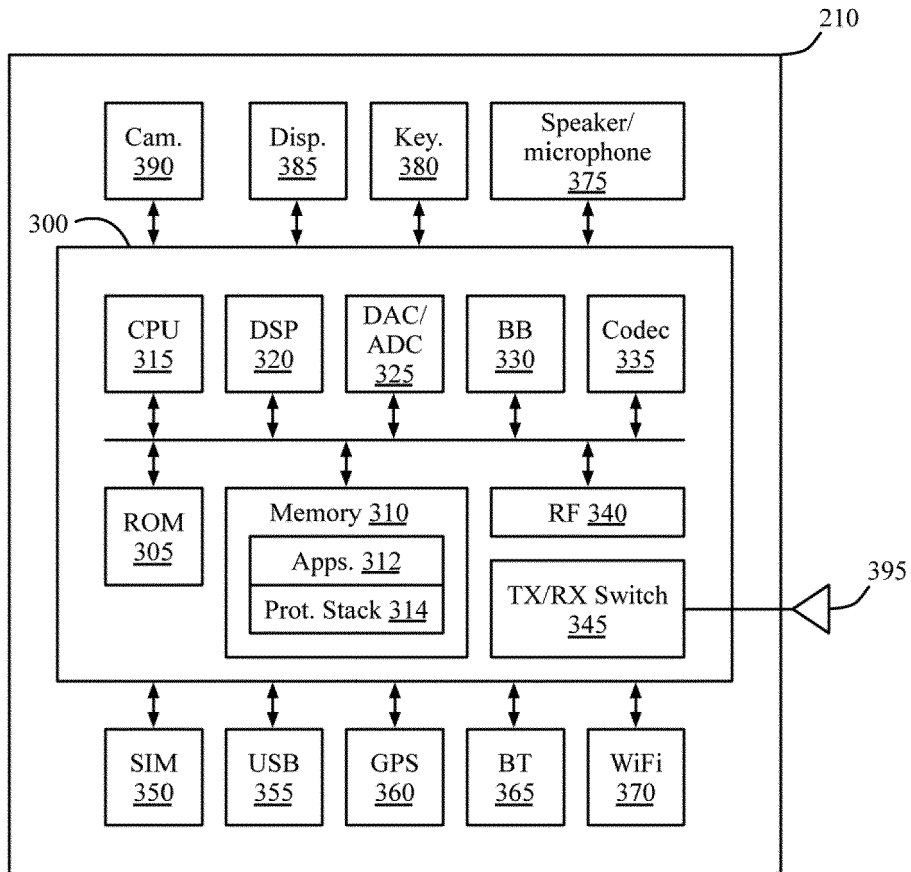 210
Cam.
390
Disp.
385
Key.
380
Speaker/
microphone
375
300
CPU
315
DSP
320
DAC/
ADC
325
BB
330
Codec
335
ROM
305
Memory 310
Apps. 312
Prot. Stack 314
RF 340
TX/RX Switch
345
395
SIM
350
USB
355
GPS
360
BT
365
WiFi
370